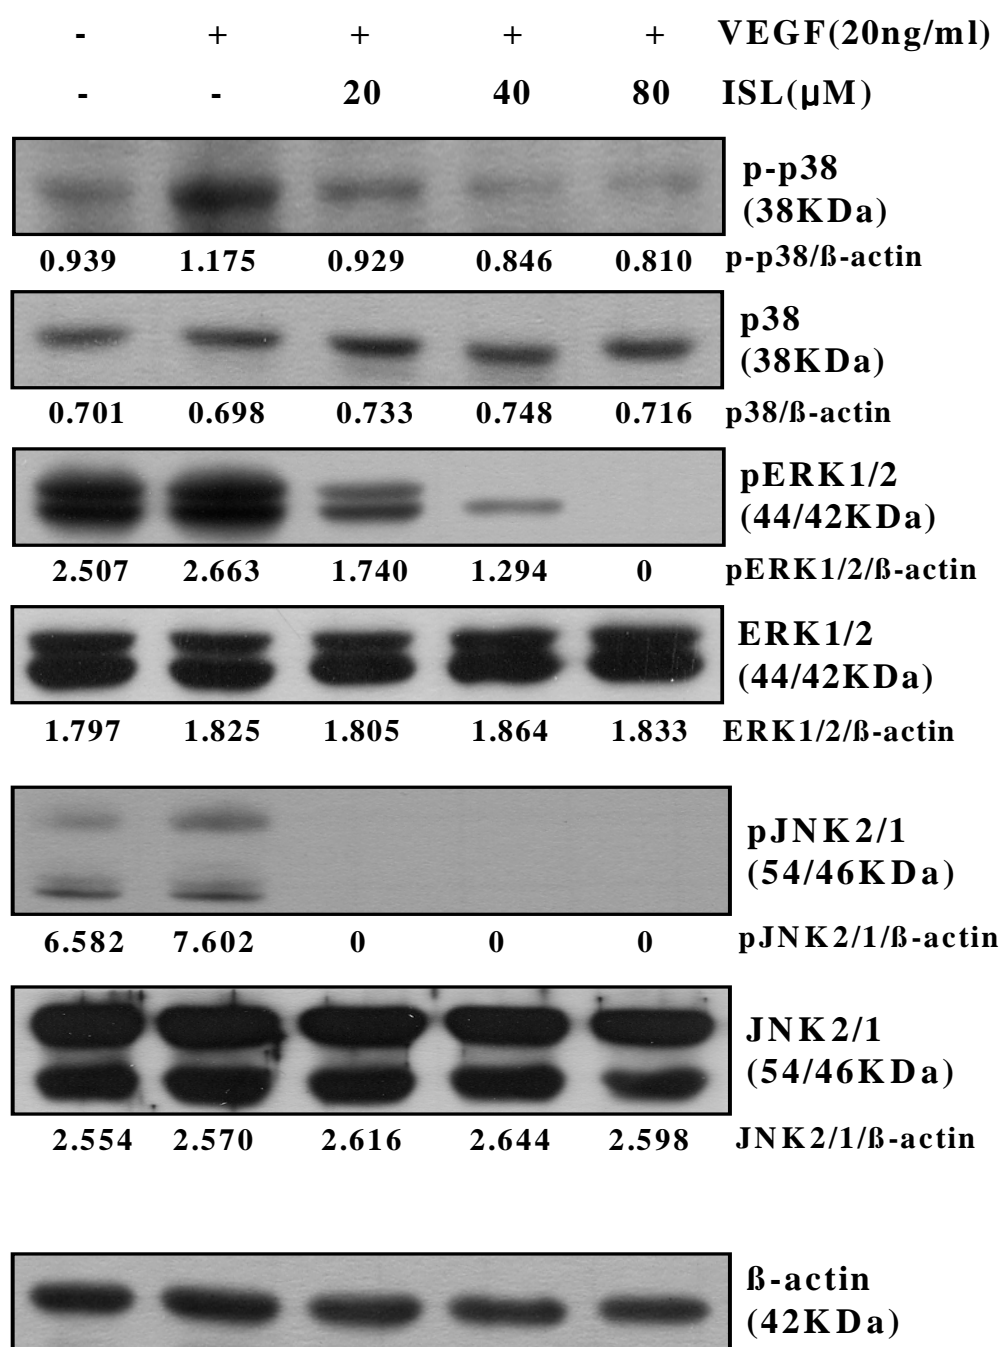 - + + + + VEGF(20ng/ml)
- - 20 40 80 ISL(µM)
p-p38
(38KDa)
0.939 1.175 0.929 0.846 0.810 p-p38/ß-actin
p38
(38KDa)
0.701 0.698 0.733 0.748 0.716 p38/ß-actin
pERK1/2
(44/42KDa)
2.507 2.663 1.740 1.294 0 pERK1/2/ß-actin
ERK1/2
(44/42KDa)
1.797 1.825 1.805 1.864 1.833 ERK1/2/ß-actin
pJNK2/1
(54/46KDa)
6.582 7.602 0 0 0 pJNK2/1/ß-actin
JNK2/1
(54/46KDa)
2.554 2.570 2.616 2.644 2.598 JNK2/1/ß-actin
ß-actin
(42KDa)